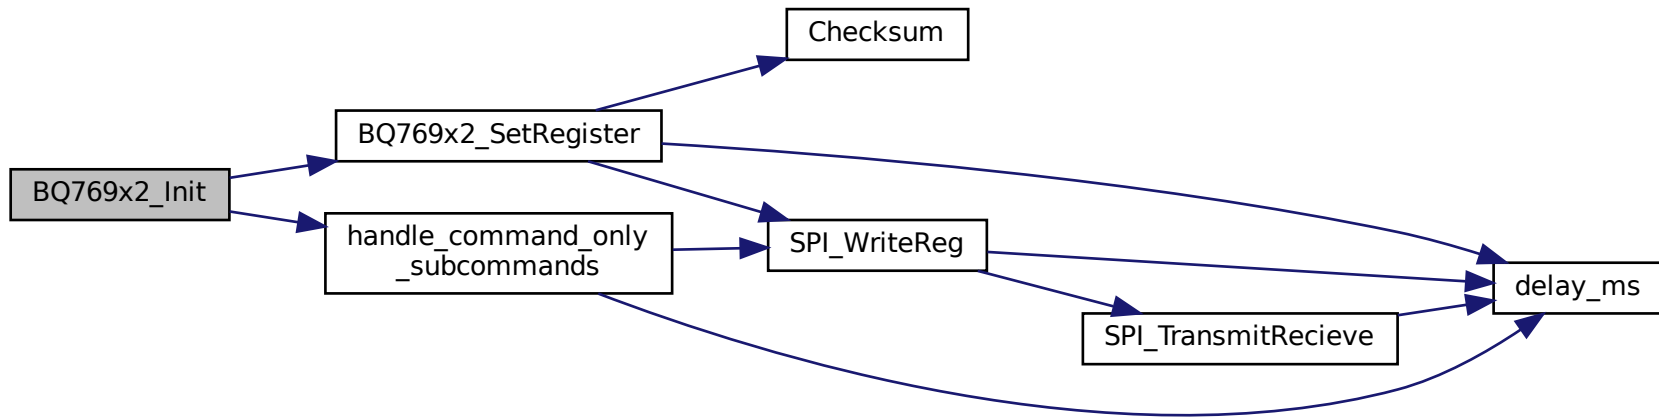 Checksum
BQ769x2_SetRegister
BQ769x2_Init
handle_command_only
_subcommands
SPI_WriteReg
delay_ms
SPI_TransmitRecieve